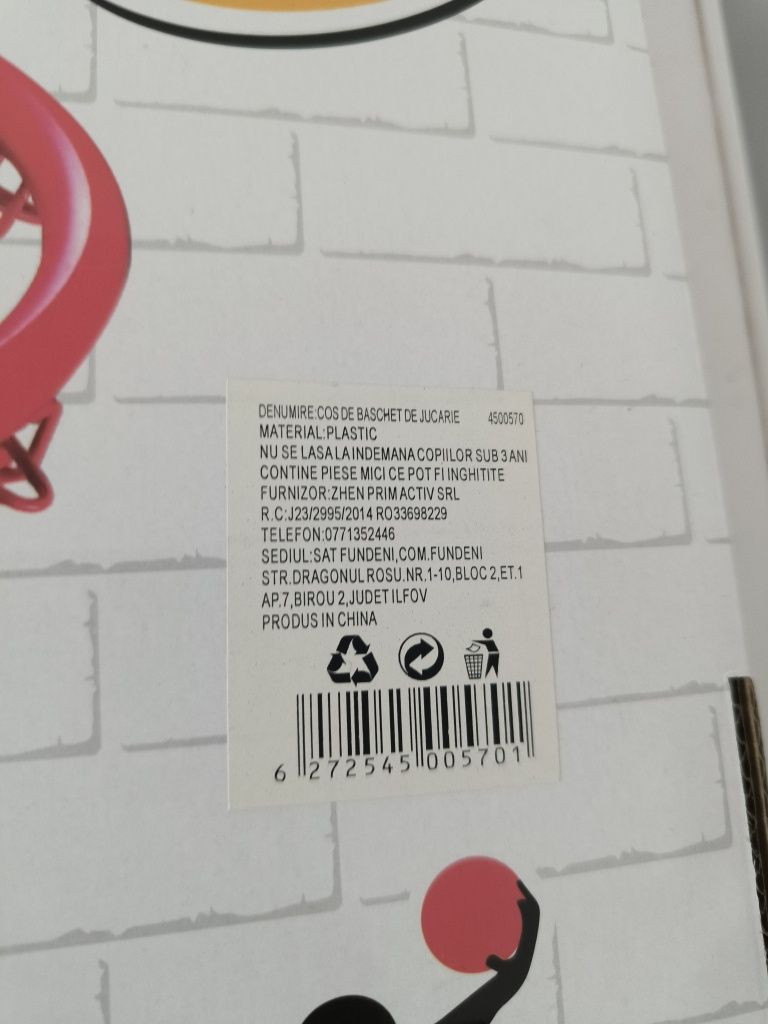 DENUMIRE:COS DE BASCHET DE JUCARIE 4500570
MATERIAL:PLASTIC
NU SE LASA LA INDEMANA COPIILOR SUB 3 ANI
CONTINE PIESE MICI CE POT FI INGHITITE
FURNIZOR:ZHEN PRIM ACTIV SRL
R.C:J23/2995/2014 RO33698229
TELEFON:0771352446
SEDIUL:SAT FUNDENI,COM.FUNDENI
STR.DRAGONUL ROSU.NR.1-10,BLOC 2,ET.1
AP.7,BIROU 2,JUDET ILFOV
PRODUS IN CHINA
6 272545 005701